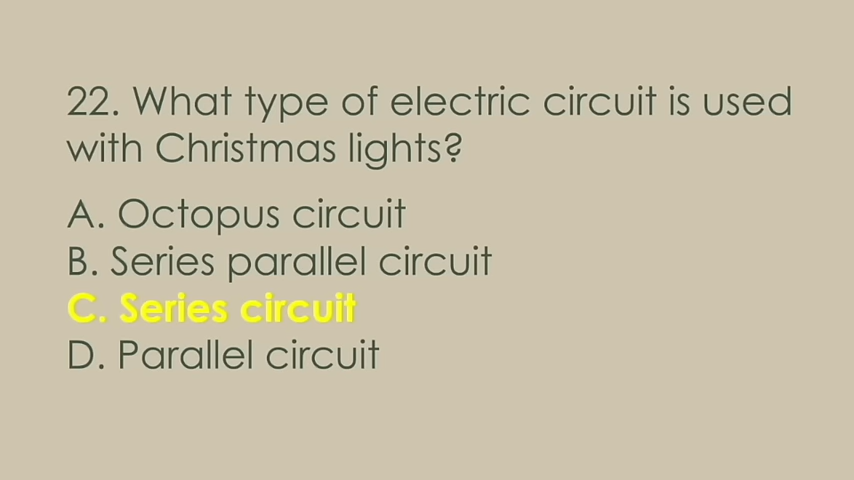 22. What type of electric circuit is used
with Christmas lights?
A. Octopus circuit
B. Series parallel circuit
C. Series circuit
D. Parallel circuit